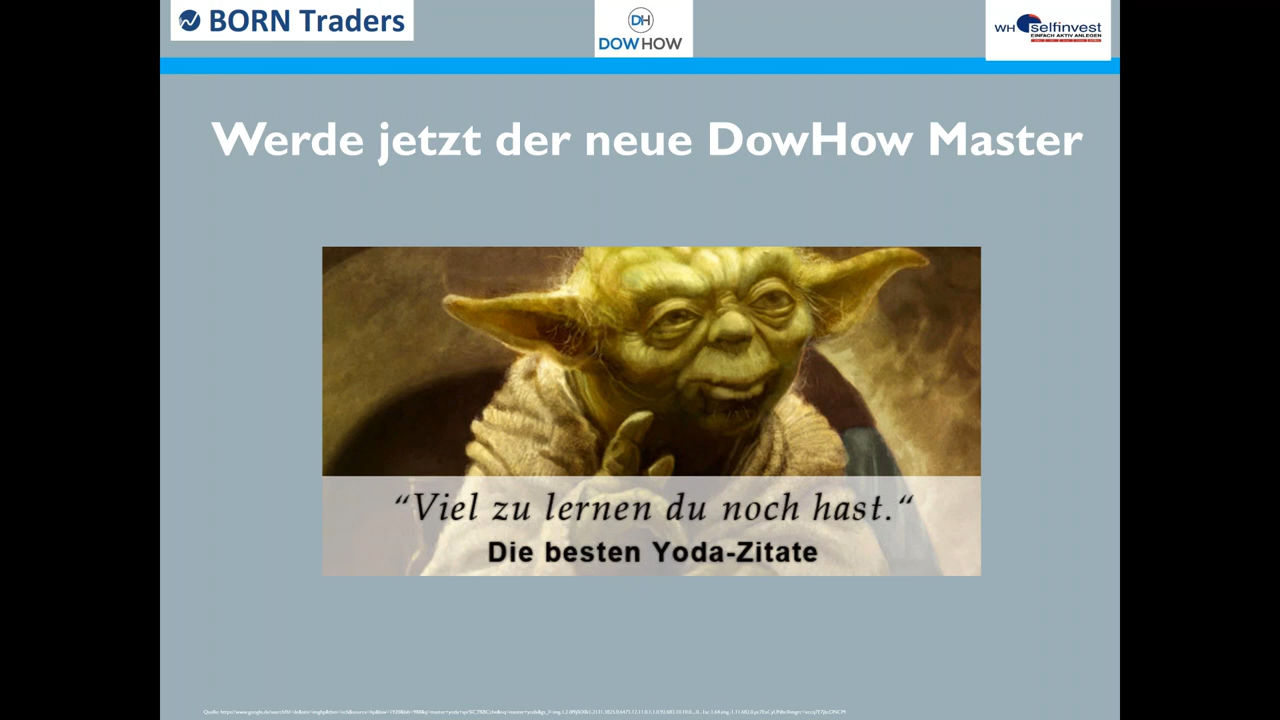 BORN Traders
DH
DOWHOW
WH selfinvest
EINFACH AKTIV ANLEGEN
Werde jetzt der neue DowHow Master
“Viel zu lernen du noch hast.“
Die besten Yoda-Zitate